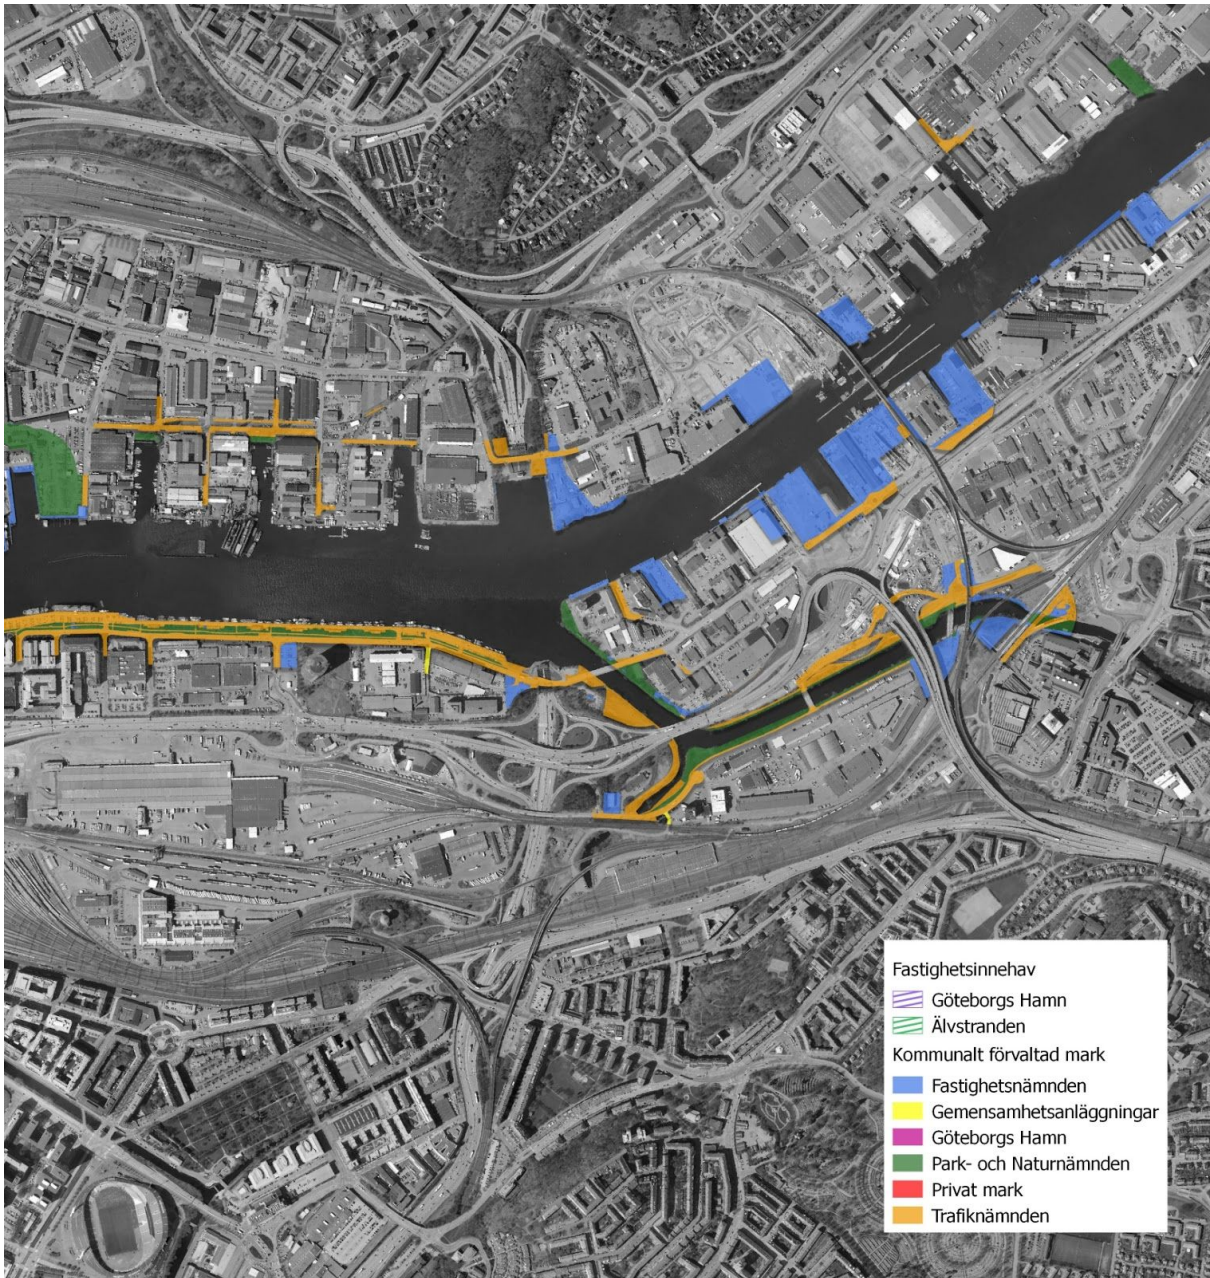 Fastighetsinnehav
Göteborgs Hamn
Älvstranden
Kommunalt förvaltad mark
Fastighetsnämnden
Gemensamhetsanläggningar
Göteborgs Hamn
Park- och Naturnämnden
Privat mark
Trafiknämnden